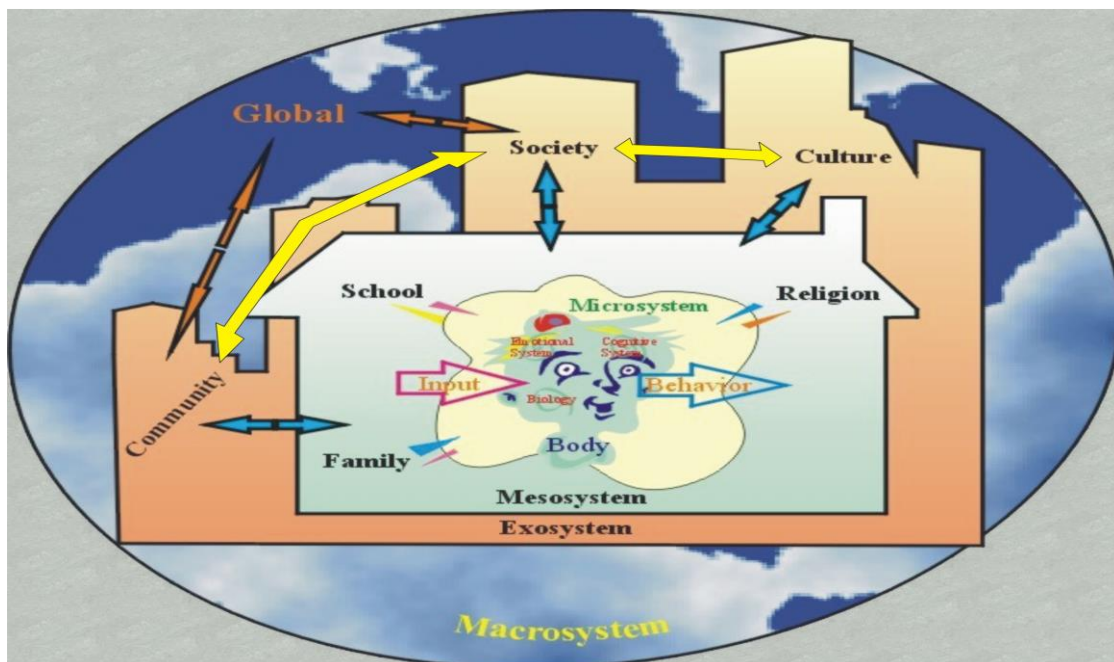 Global
Society
Culture
School
Microsystem
Religion
Emotional
System
Cognitive
System
Input
Behavior
Biology
Community
Body
Family
Mesosystem
Exosystem
Macrosystem